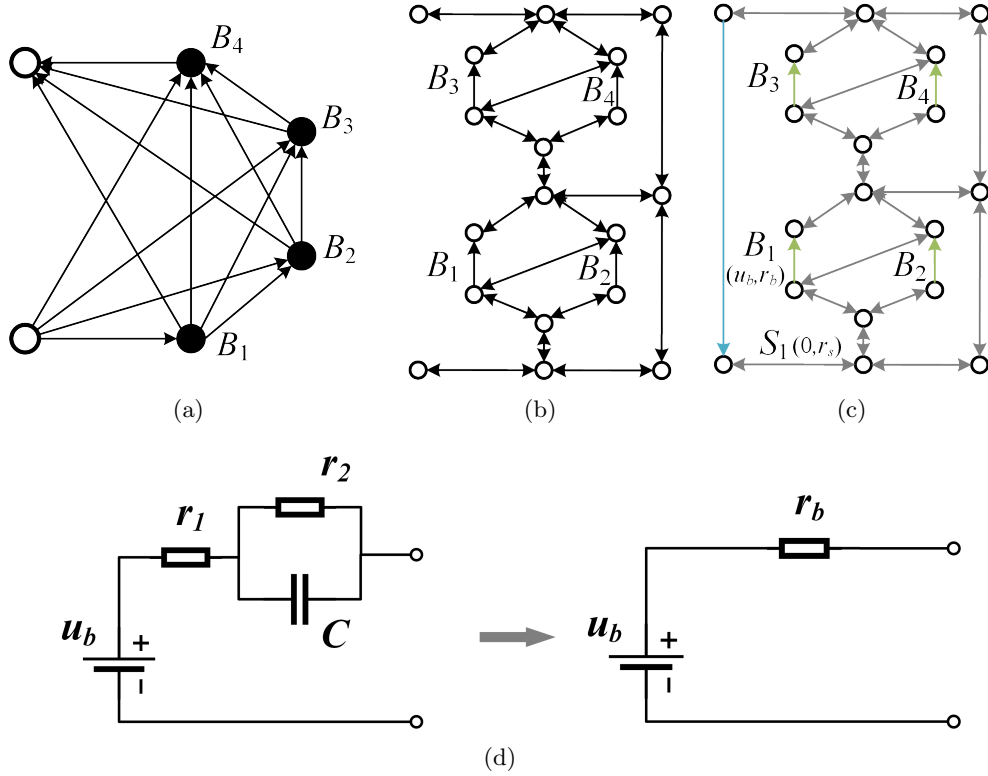 B4
B3
B2
B1
(a)
B3
B4
B1
B2
(b)
B3
B4
B1
(ub,rb)
B2
S1(0,rs)
(c)
r1
r2
C
ub
+
−
rb
ub
+
−
(d)